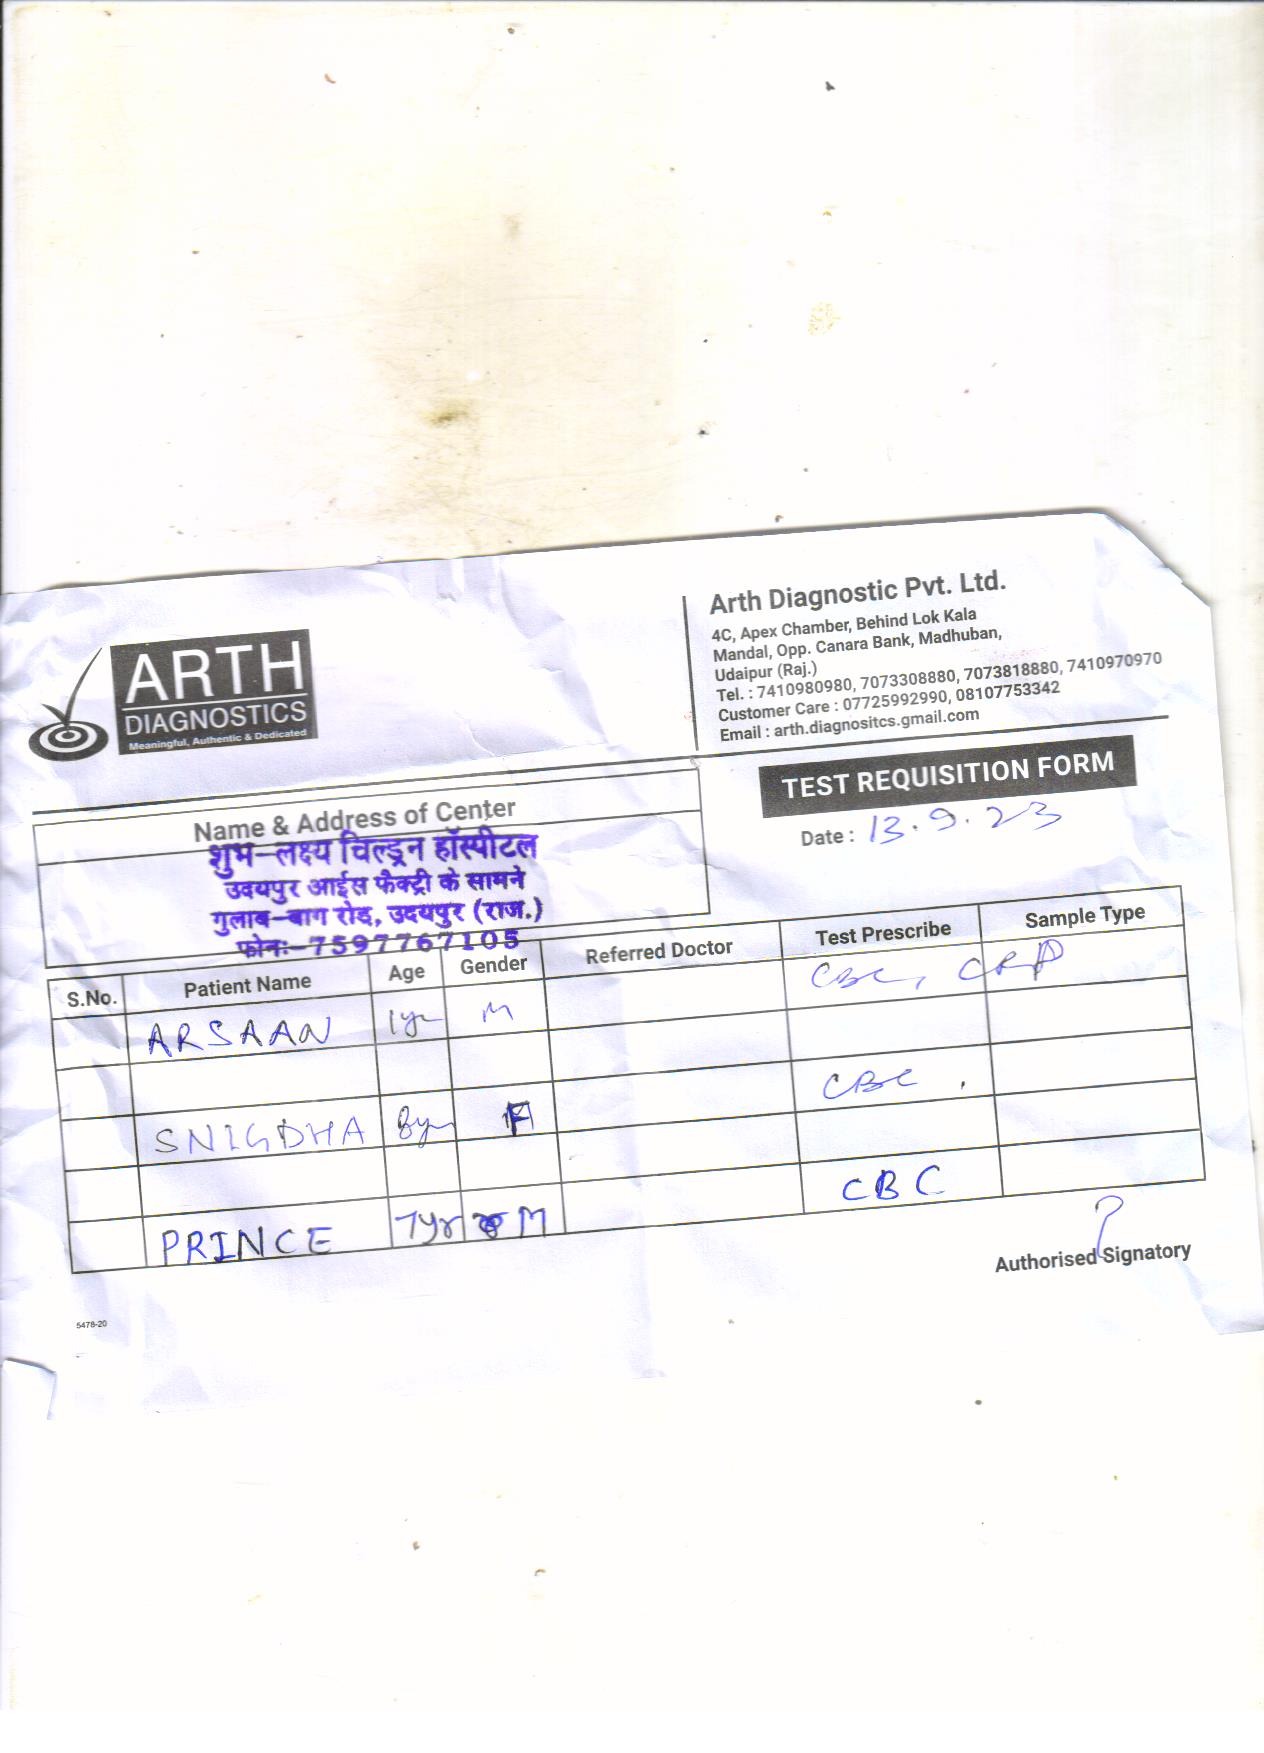 ARTH
DIAGNOSTICS
Meaningful, Authentic & Dedicated
Arth Diagnostic Pvt. Ltd.
4C, Apex Chamber, Behind Lok Kala
Mandal, Opp. Canara Bank, Madhuban,
Udaipur (Raj.)
Tel. : 7410980980, 7073308880, 7073818880, 7410970970
Customer Care : 07725992990, 08107753342
Email : arth.diagnositcs.gmail.com
TEST REQUISITION FORM
Date : 13.9.23
Name & Address of Center
शुभ-लक्ष्य चिल्ड्रन हॉस्पीटल
उदयपुर आईस फैक्ट्री के सामने
गुलाब-बाग रोड, उदयपुर (राज.)
फोनः-7597767105
S.No. Patient Name Age Gender Referred Doctor Test Prescribe Sample Type
ARSAAN 1yr M CBC, CRP
SNIGDHA 8yr F CBC
PRINCE 7yr M CBC
Authorised Signatory
5478-20